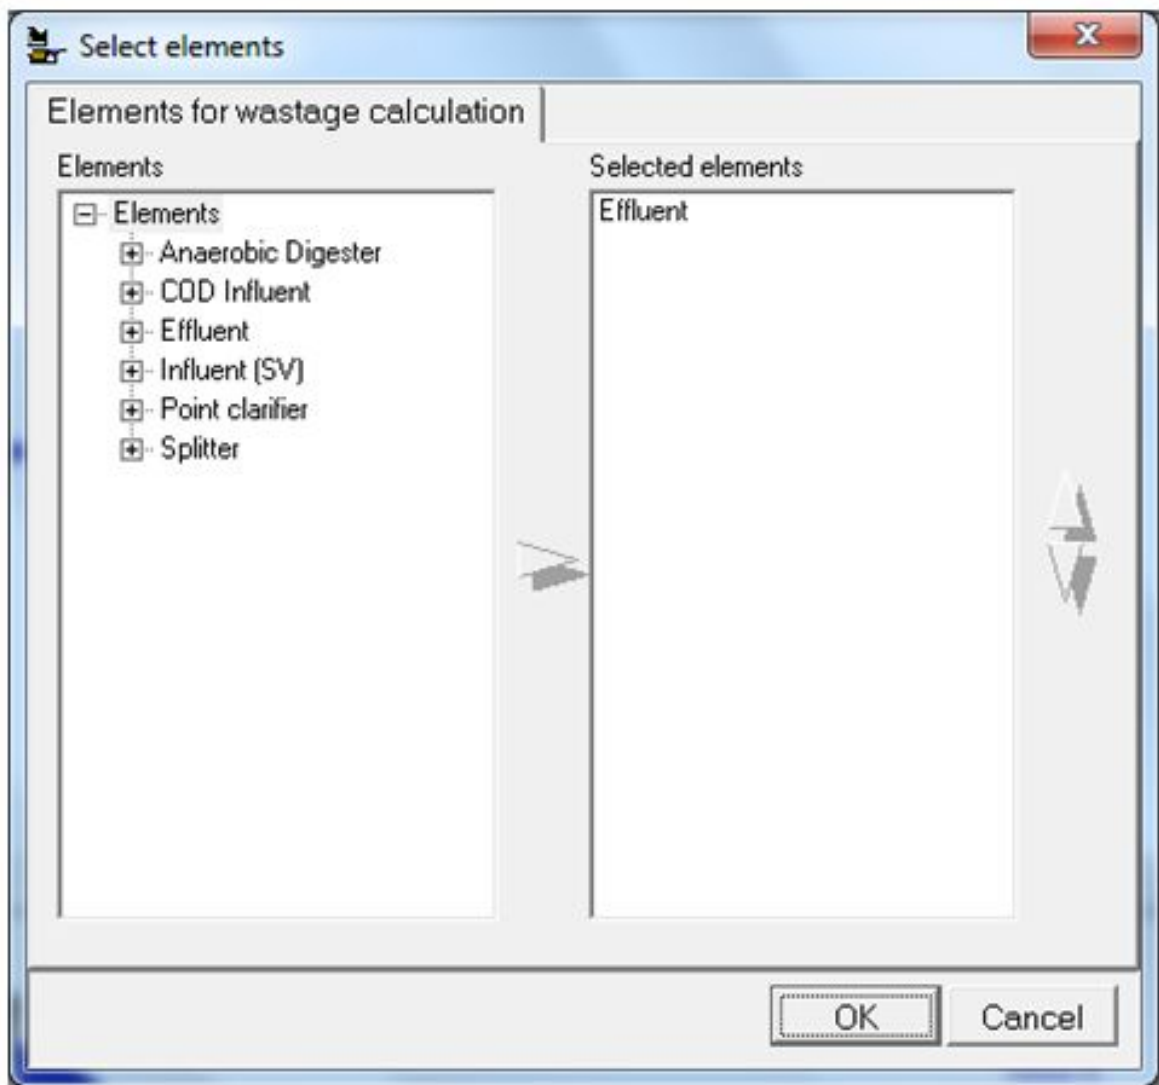 Select elements
Elements for wastage calculation
Elements
Selected elements
Elements
Anaerobic Digester
COD Influent
Effluent
Influent (SV)
Point clarifier
Splitter
Effluent
OK
Cancel